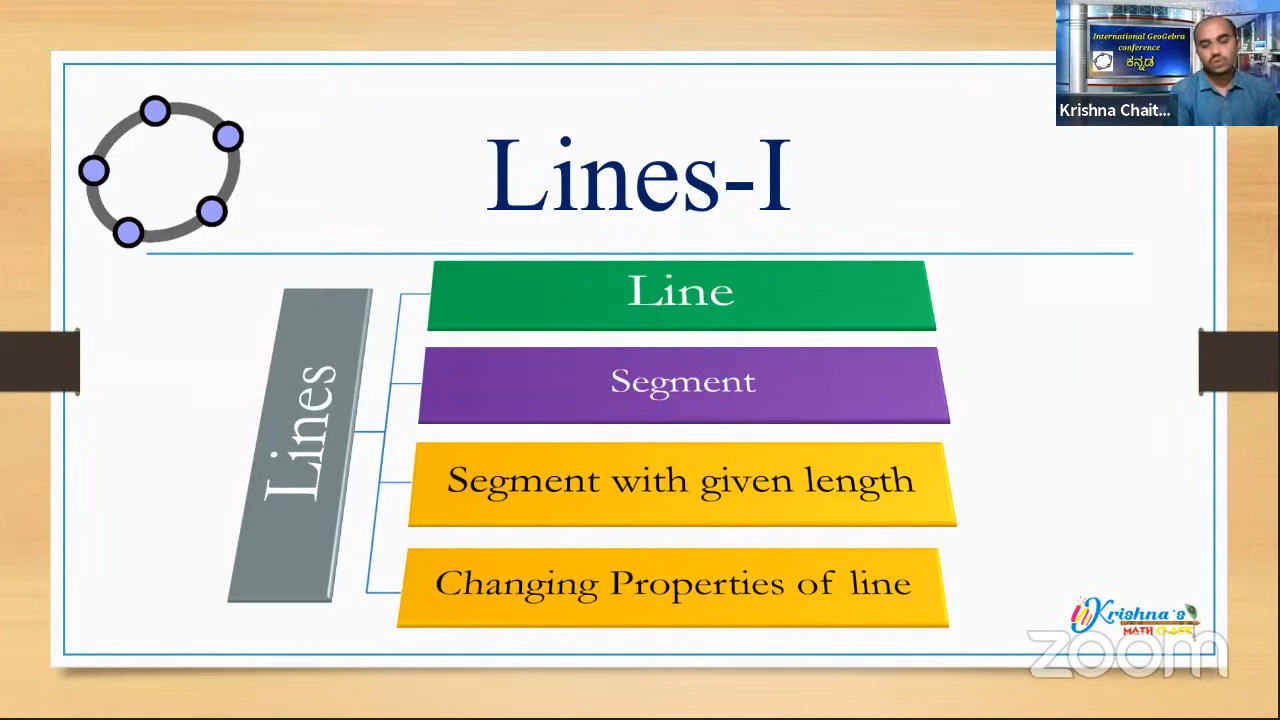 International GeoGebra
conference
ಕನ್ನಡ
Krishna Chait...
Lines-I
Lines
Line
Segment
Segment with given length
Changing Properties of line
Krishna's
MATH CLASS
zoom